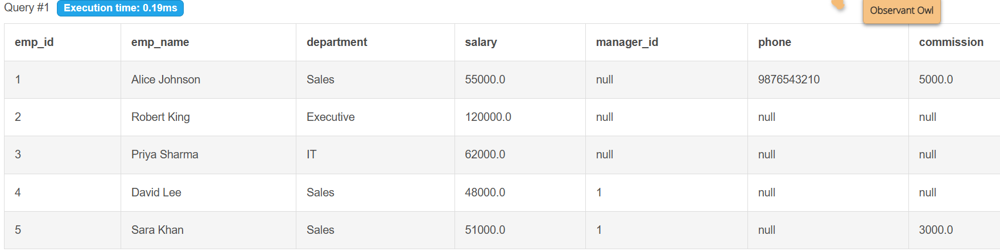 Query #1 Execution time: 0.19ms Observant Owl
emp_id emp_name department salary manager_id phone commission
1 Alice Johnson Sales 55000.0 null 9876543210 5000.0
2 Robert King Executive 120000.0 null null null
3 Priya Sharma IT 62000.0 null null null
4 David Lee Sales 48000.0 1 null null
5 Sara Khan Sales 51000.0 1 null 3000.0